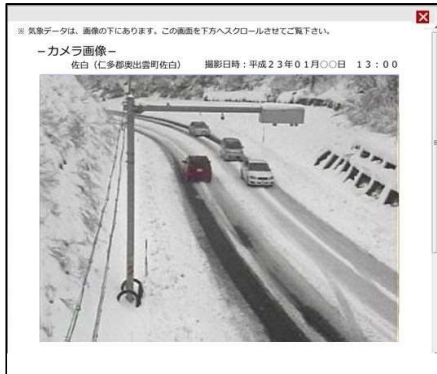 ※ 気象データは、画像の下にあります。この画面を下方へスクロールさせてご覧下さい。
－カメラ画像－
佐白（仁多郡奥出雲町佐白） 撮影日時：平成２３年０１月○○日 １３：００